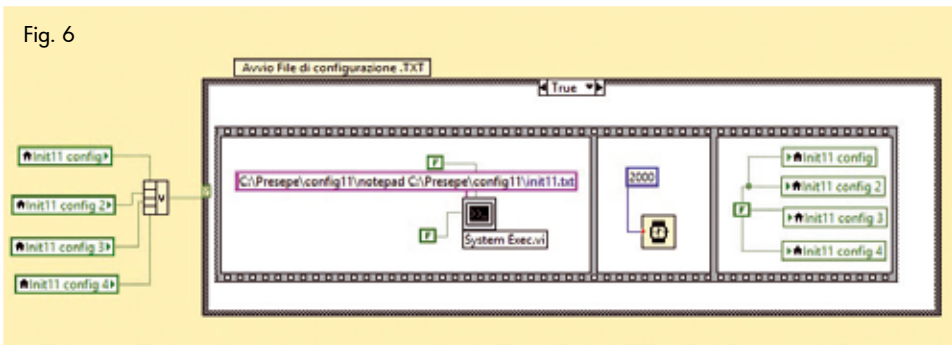 Fig. 6
Avvio File di configurazione .TXT
True
Init11 config
Init11 config 2
Init11 config 3
Init11 config 4
V
?
F
C:\Presepe\config11\notepad C:\Presepe\config11\init11.txt
F
System Exec.vi
2000
F
Init11 config
Init11 config 2
Init11 config 3
Init11 config 4